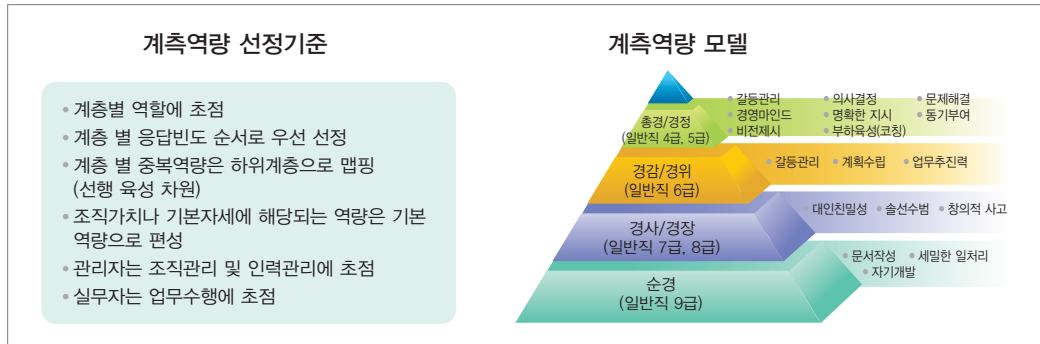 계측역량 선정기준
• 계층별 역할에 초점
• 계층 별 응답빈도 순서로 우선 선정
• 계층 별 중복역량은 하위계층으로 맵핑
(선행 육성 차원)
• 조직가치나 기본자세에 해당되는 역량은 기본
역량으로 편성
• 관리자는 조직관리 및 인력관리에 초점
• 실무자는 업무수행에 초점
계측역량 모델
총경/경정
(일반직 4급, 5급)
• 갈등관리 • 의사결정 • 문제해결
• 경영마인드 • 명확한 지시 • 동기부여
• 비전제시 • 부하육성(코칭)
경감/경위
(일반직 6급)
• 갈등관리 • 계획수립 • 업무추진력
경사/경장
(일반직 7급, 8급)
• 대인친밀성 • 솔선수범 • 창의적 사고
순경
(일반직 9급)
• 문서작성 • 세밀한 일처리
• 자기개발